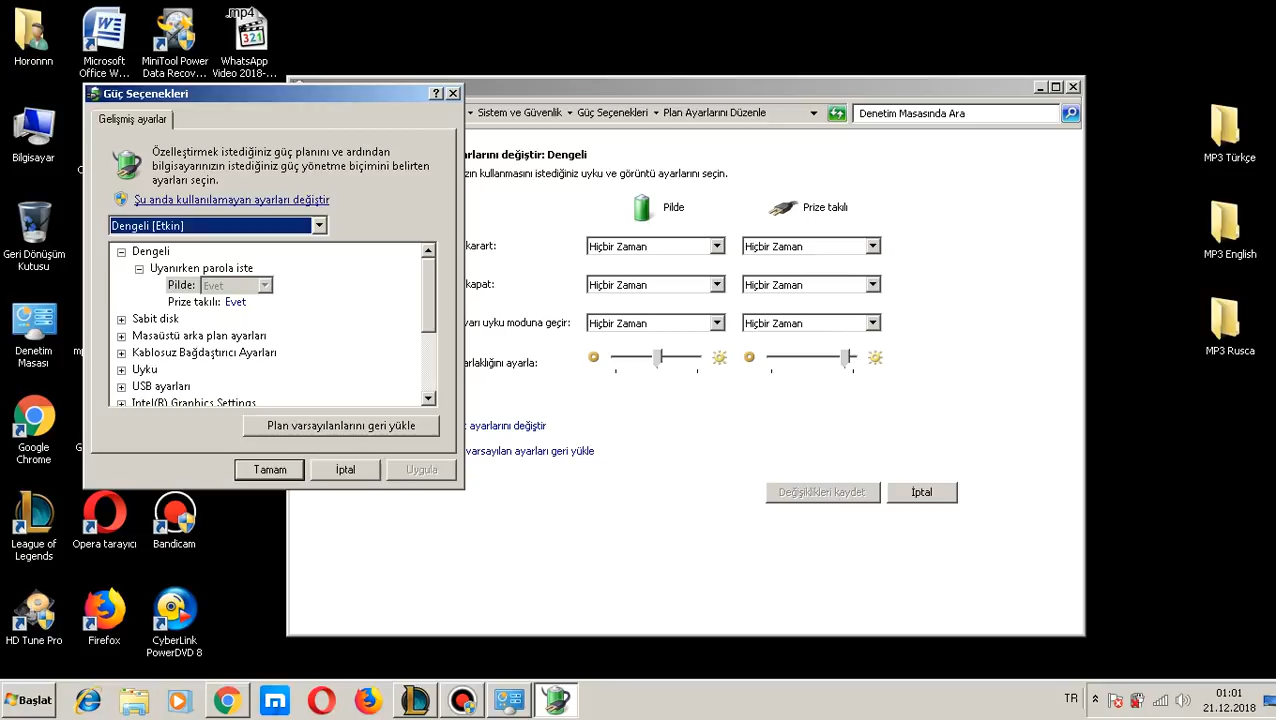 .mp4
Horonnn
Microsoft
Office W...
MiniTool Power
Data Recov...
WhatsApp
Video 2018-...
Bilgisayar
Geri Dönüşüm
Kutusu
Denetim
Masası
Google
Chrome
League of
Legends
Opera tarayıcı
Bandicam
HD Tune Pro
Firefox
CyberLink
PowerDVD 8
Güç Seçenekleri
Gelişmiş ayarlar
Özelleştirmek istediğiniz güç planını ve ardından
bilgisayarınızın istediğiniz güç yönetme biçimini belirten
ayarları seçin.
Şu anda kullanılamayan ayarları değiştir
Dengeli [Etkin]
Dengeli
Uyanırken parola iste
Pilde: Evet
Prize takılı: Evet
Sabit disk
Masaüstü arka plan ayarları
Kablosuz Bağdaştırıcı Ayarları
Uyku
USB ayarları
Intel(R) Graphics Settings
Plan varsayılanlarını geri yükle
Tamam
İptal
Uygula
Sistem ve Güvenlik
Güç Seçenekleri
Plan Ayarlarını Düzenle
Denetim Masasında Ara
rlarını değiştir: Dengeli
zın kullanmasını istediğiniz uyku ve görüntü ayarlarını seçin.
Pilde
Prize takılı
karart:
Hiçbir Zaman
Hiçbir Zaman
kapat:
Hiçbir Zaman
Hiçbir Zaman
yarı uyku moduna geçir:
Hiçbir Zaman
Hiçbir Zaman
arlaklığını ayarla:
ayarlarını değiştir
varsayılan ayarları geri yükle
Değişiklikleri kaydet
İptal
MP3 Türkçe
MP3 English
MP3 Rusca
Başlat
TR
01:01
21.12.2018